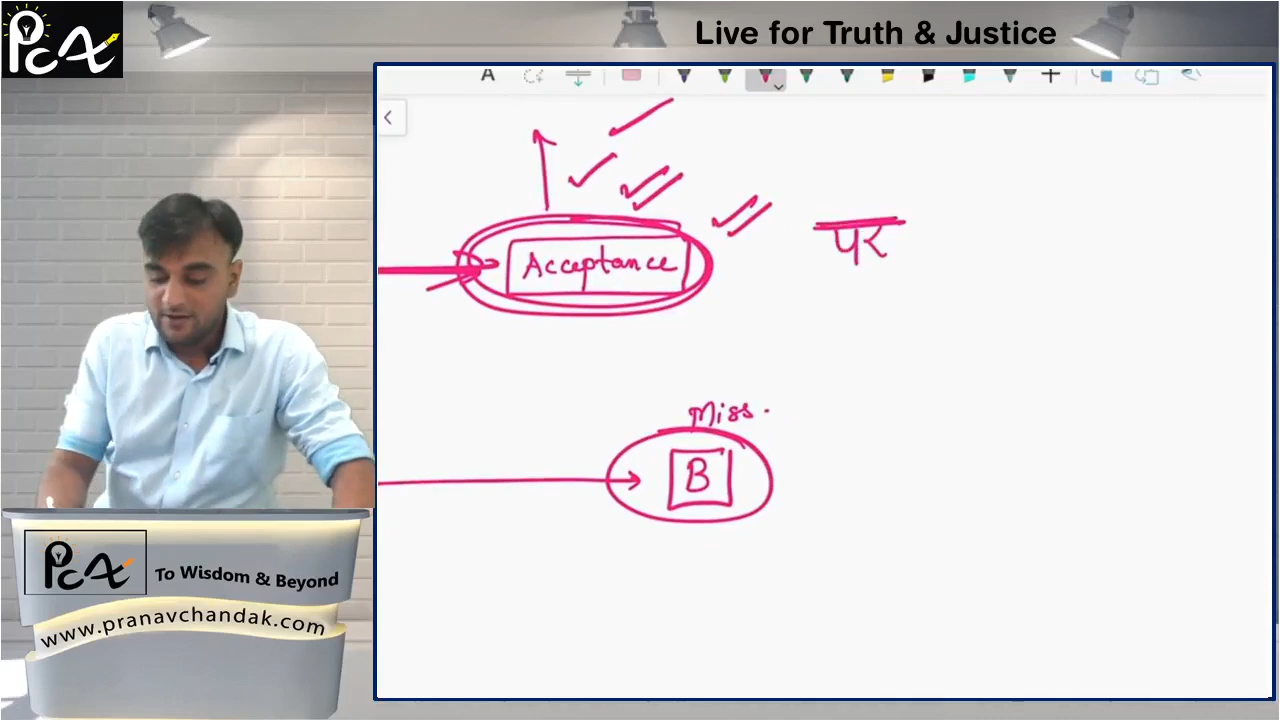 PCA
Live for Truth & Justice
A
Acceptance
पर
Miss.
B
PCA
To Wisdom & Beyond
www.pranavchandak.com